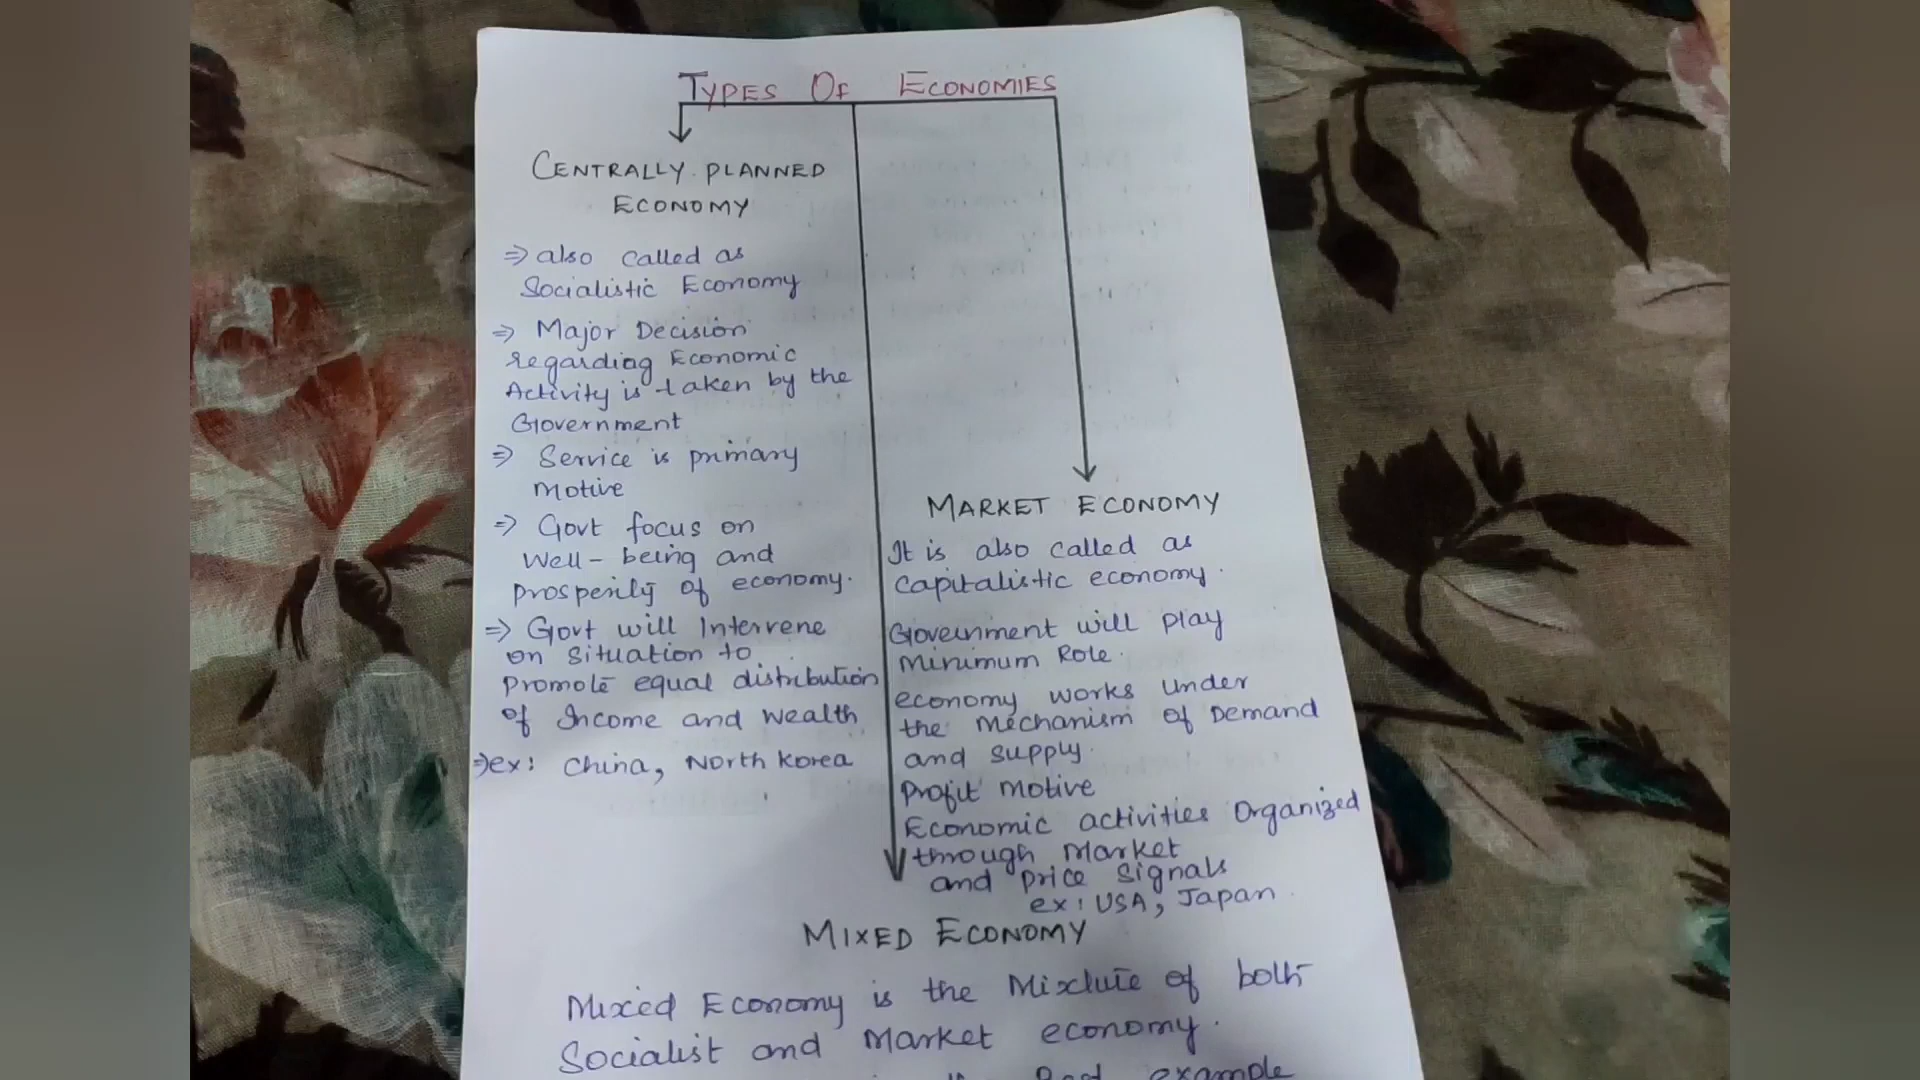 TYPES OF ECONOMIES
CENTRALLY PLANNED
ECONOMY
⇒ also called as
Socialistic Economy
⇒ Major Decision
regarding Economic
Activity is taken by the
Government
⇒ Service is primary
motive
⇒ Govt focus on
Well-being and
prosperity of economy.
⇒ Govt will Intervene
on situation to
promote equal distribution
of Income and wealth
⇒ ex: China, North Korea
MARKET ECONOMY
It is also called as
capitalistic economy.
Government will play
Minimum Role.
economy works under
the mechanism of Demand
and supply.
Profit motive
Economic activities Organized
through market
and price signals
ex: USA, Japan.
MIXED ECONOMY
Mixed Economy is the Mixture of both
Socialist and Market economy.
example